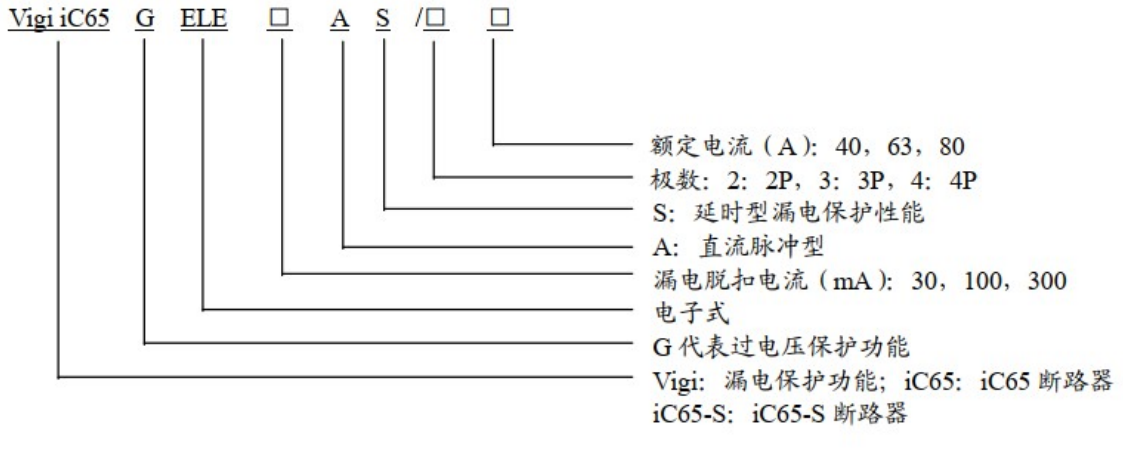 Vigi iC65 G ELE □ A S /□ □
额定电流（A）：40，63，80
极数：2：2P，3：3P，4：4P
S：延时型漏电保护性能
A：直流脉冲型
漏电脱扣电流（mA）：30，100，300
电子式
G 代表过电压保护功能
Vigi：漏电保护功能；iC65：iC65 断路器
iC65-S：iC65-S 断路器